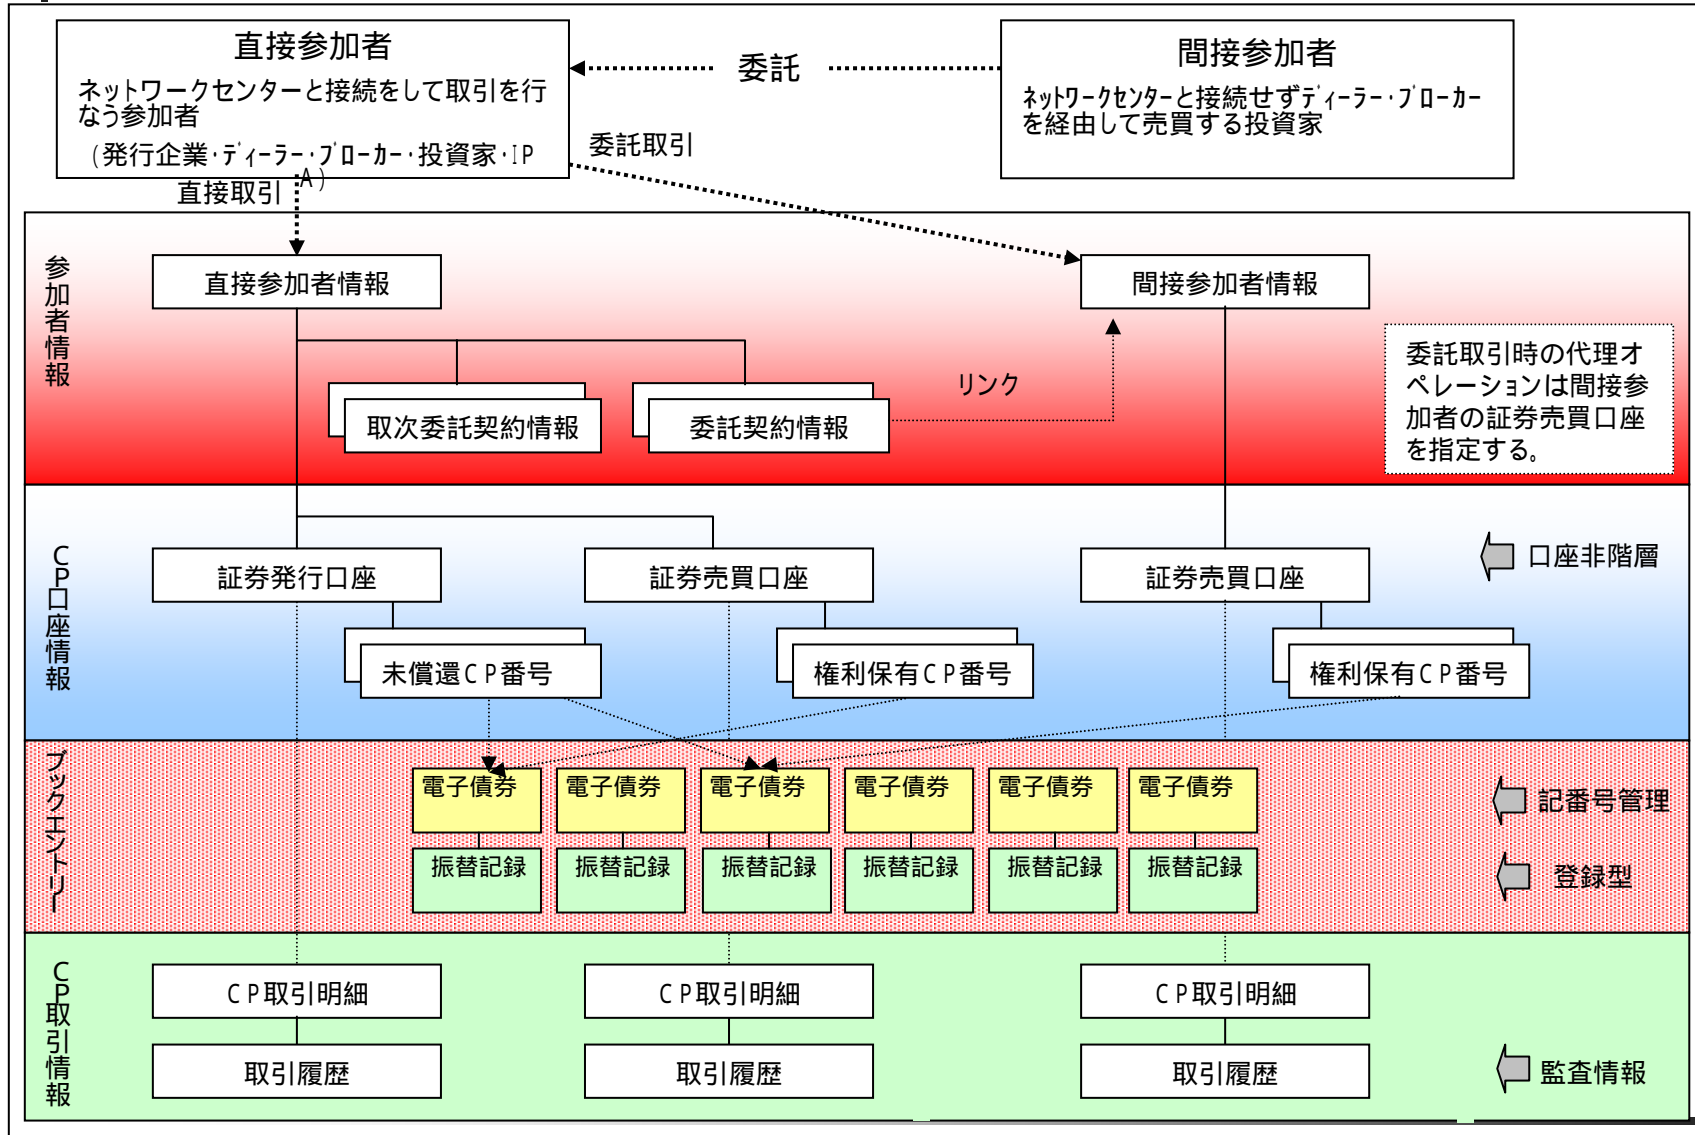 直接参加者
ネットワークセンターと接続をして取引を行
なう参加者
(発行企業・ディーラー・ブローカー・投資家・IP
A)
委託
間接参加者
ネットワークセンターと接続せずディーラー・ブローカー
を経由して売買する投資家
委託取引
直接取引
参加者情報
直接参加者情報
間接参加者情報
取次委託契約情報
委託契約情報
リンク
委託取引時の代理オ
ペレーションは間接参
加者の証券売買口座
を指定する。
CP口座情報
証券発行口座
証券売買口座
証券売買口座
口座非階層
未償還CP番号
権利保有CP番号
権利保有CP番号
ブックエントリー
電子債券
電子債券
電子債券
電子債券
電子債券
電子債券
記番号管理
振替記録
振替記録
振替記録
振替記録
振替記録
振替記録
登録型
CP取引情報
CP取引明細
CP取引明細
CP取引明細
取引履歴
取引履歴
取引履歴
監査情報